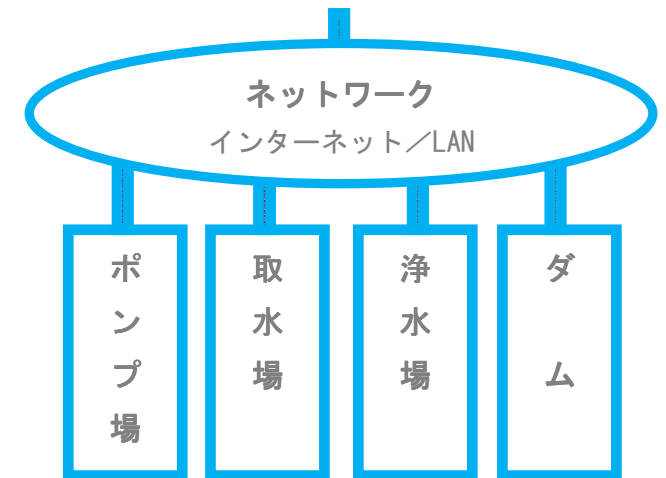 ネットワーク
インターネット／LAN
ポンプ場
取水場
浄水場
ダム